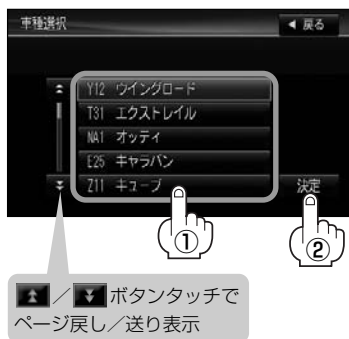 車種選択
◀ 戻る
Y12 ウイングロード
T31 エクストレイル
NA1 オッティ
E25 キャラバン
Z11 キューブ
決定
①
②
／ ボタンタッチで
ページ戻し／送り表示